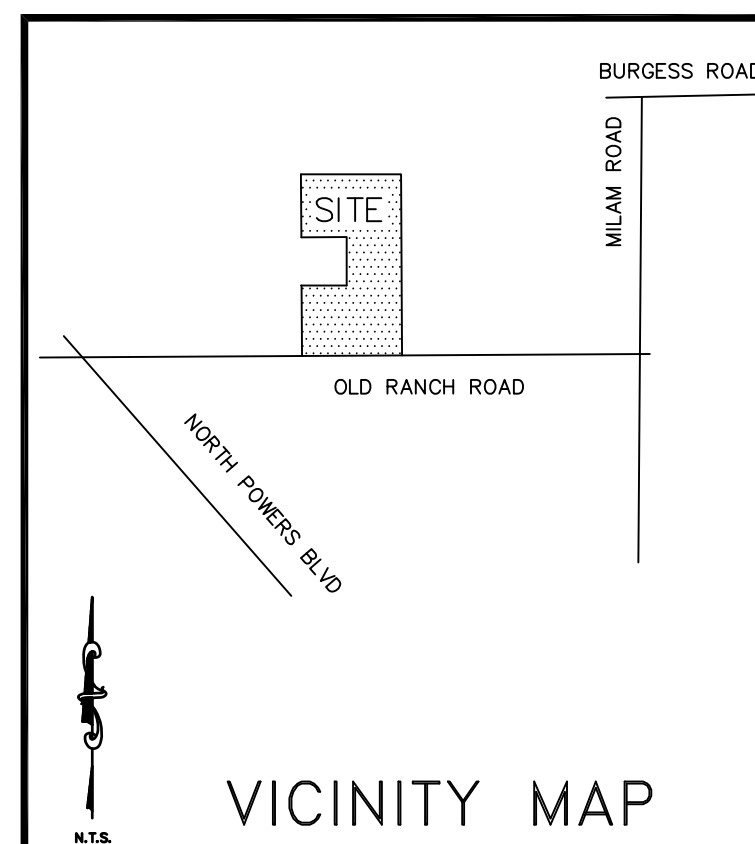 BURGESS ROAD
MILAM ROAD
SITE
OLD RANCH ROAD
NORTH POWERS BLVD
N.T.S.
VICINITY MAP